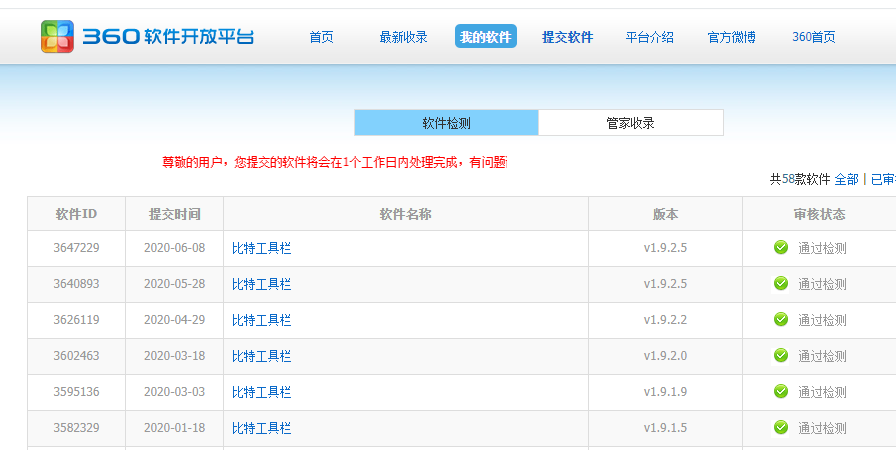 360软件开放平台 首页 最新收录 我的软件 提交软件 平台介绍 官方微博 360首页
软件检测 管家收录
尊敬的用户，您提交的软件将会在1个工作日内处理完成，有问题
共58款软件 全部 | 已审
软件ID 提交时间 软件名称 版本 审核状态
3647229 2020-06-08 比特工具栏 v1.9.2.5 通过检测
3640893 2020-05-28 比特工具栏 v1.9.2.5 通过检测
3626119 2020-04-29 比特工具栏 v1.9.2.2 通过检测
3602463 2020-03-18 比特工具栏 v1.9.2.0 通过检测
3595136 2020-03-03 比特工具栏 v1.9.1.9 通过检测
3582329 2020-01-18 比特工具栏 v1.9.1.5 通过检测